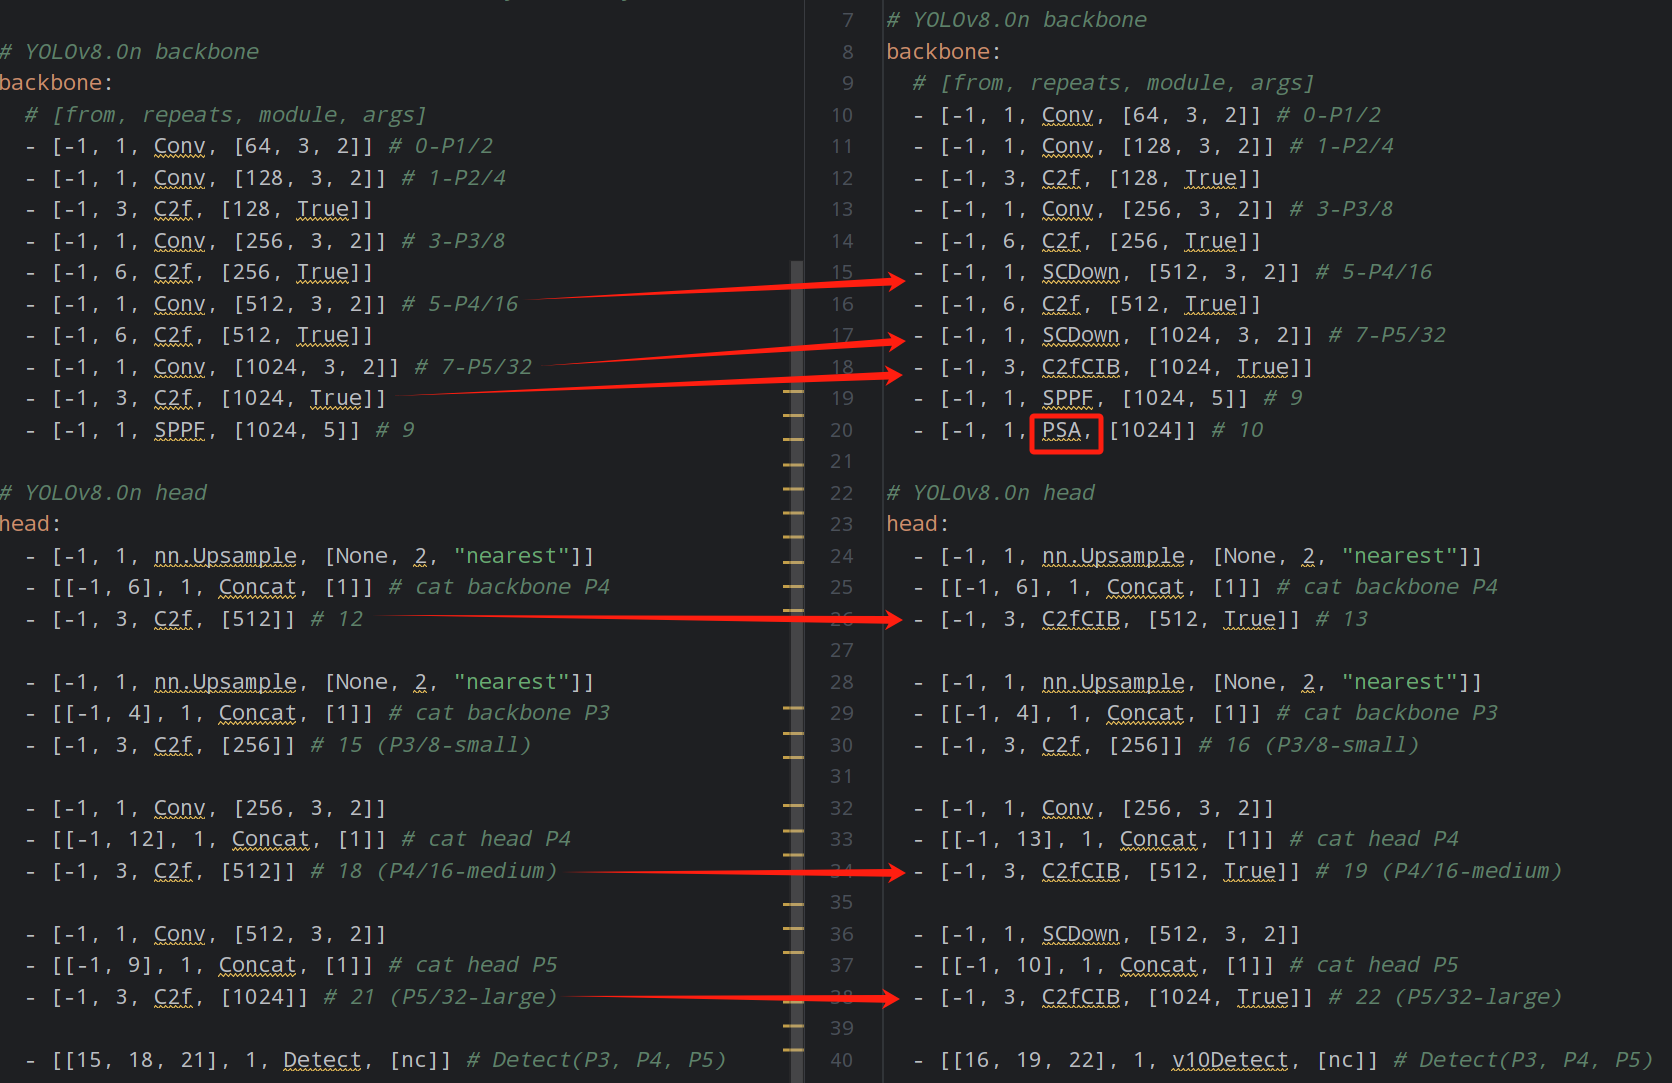 # YOLOv8.0n backbone
backbone:
  # [from, repeats, module, args]
  - [-1, 1, Conv, [64, 3, 2]] # 0-P1/2
  - [-1, 1, Conv, [128, 3, 2]] # 1-P2/4
  - [-1, 3, C2f, [128, True]]
  - [-1, 1, Conv, [256, 3, 2]] # 3-P3/8
  - [-1, 6, C2f, [256, True]]
  - [-1, 1, Conv, [512, 3, 2]] # 5-P4/16
  - [-1, 6, C2f, [512, True]]
  - [-1, 1, Conv, [1024, 3, 2]] # 7-P5/32
  - [-1, 3, C2f, [1024, True]]
  - [-1, 1, SPPF, [1024, 5]] # 9
# YOLOv8.0n head
head:
  - [-1, 1, nn.Upsample, [None, 2, "nearest"]]
  - [[-1, 6], 1, Concat, [1]] # cat backbone P4
  - [-1, 3, C2f, [512]] # 12
  - [-1, 1, nn.Upsample, [None, 2, "nearest"]]
  - [[-1, 4], 1, Concat, [1]] # cat backbone P3
  - [-1, 3, C2f, [256]] # 15 (P3/8-small)
  - [-1, 1, Conv, [256, 3, 2]]
  - [[-1, 12], 1, Concat, [1]] # cat head P4
  - [-1, 3, C2f, [512]] # 18 (P4/16-medium)
  - [-1, 1, Conv, [512, 3, 2]]
  - [[-1, 9], 1, Concat, [1]] # cat head P5
  - [-1, 3, C2f, [1024]] # 21 (P5/32-large)
  - [[15, 18, 21], 1, Detect, [nc]] # Detect(P3, P4, P5)
7 # YOLOv8.0n backbone
8 backbone:
9   # [from, repeats, module, args]
10   - [-1, 1, Conv, [64, 3, 2]] # 0-P1/2
11   - [-1, 1, Conv, [128, 3, 2]] # 1-P2/4
12   - [-1, 3, C2f, [128, True]]
13   - [-1, 1, Conv, [256, 3, 2]] # 3-P3/8
14   - [-1, 6, C2f, [256, True]]
15   - [-1, 1, SCDown, [512, 3, 2]] # 5-P4/16
16   - [-1, 6, C2f, [512, True]]
17   - [-1, 1, SCDown, [1024, 3, 2]] # 7-P5/32
18   - [-1, 3, C2fCIB, [1024, True]]
19   - [-1, 1, SPPF, [1024, 5]] # 9
20   - [-1, 1, PSA, [1024]] # 10
21
22 # YOLOv8.0n head
23 head:
24   - [-1, 1, nn.Upsample, [None, 2, "nearest"]]
25   - [[-1, 6], 1, Concat, [1]] # cat backbone P4
26   - [-1, 3, C2fCIB, [512, True]] # 13
27
28   - [-1, 1, nn.Upsample, [None, 2, "nearest"]]
29   - [[-1, 4], 1, Concat, [1]] # cat backbone P3
30   - [-1, 3, C2f, [256]] # 16 (P3/8-small)
31
32   - [-1, 1, Conv, [256, 3, 2]]
33   - [[-1, 13], 1, Concat, [1]] # cat head P4
34   - [-1, 3, C2fCIB, [512, True]] # 19 (P4/16-medium)
35
36   - [-1, 1, SCDown, [512, 3, 2]]
37   - [[-1, 10], 1, Concat, [1]] # cat head P5
38   - [-1, 3, C2fCIB, [1024, True]] # 22 (P5/32-large)
39
40   - [[16, 19, 22], 1, v10Detect, [nc]] # Detect(P3, P4, P5)